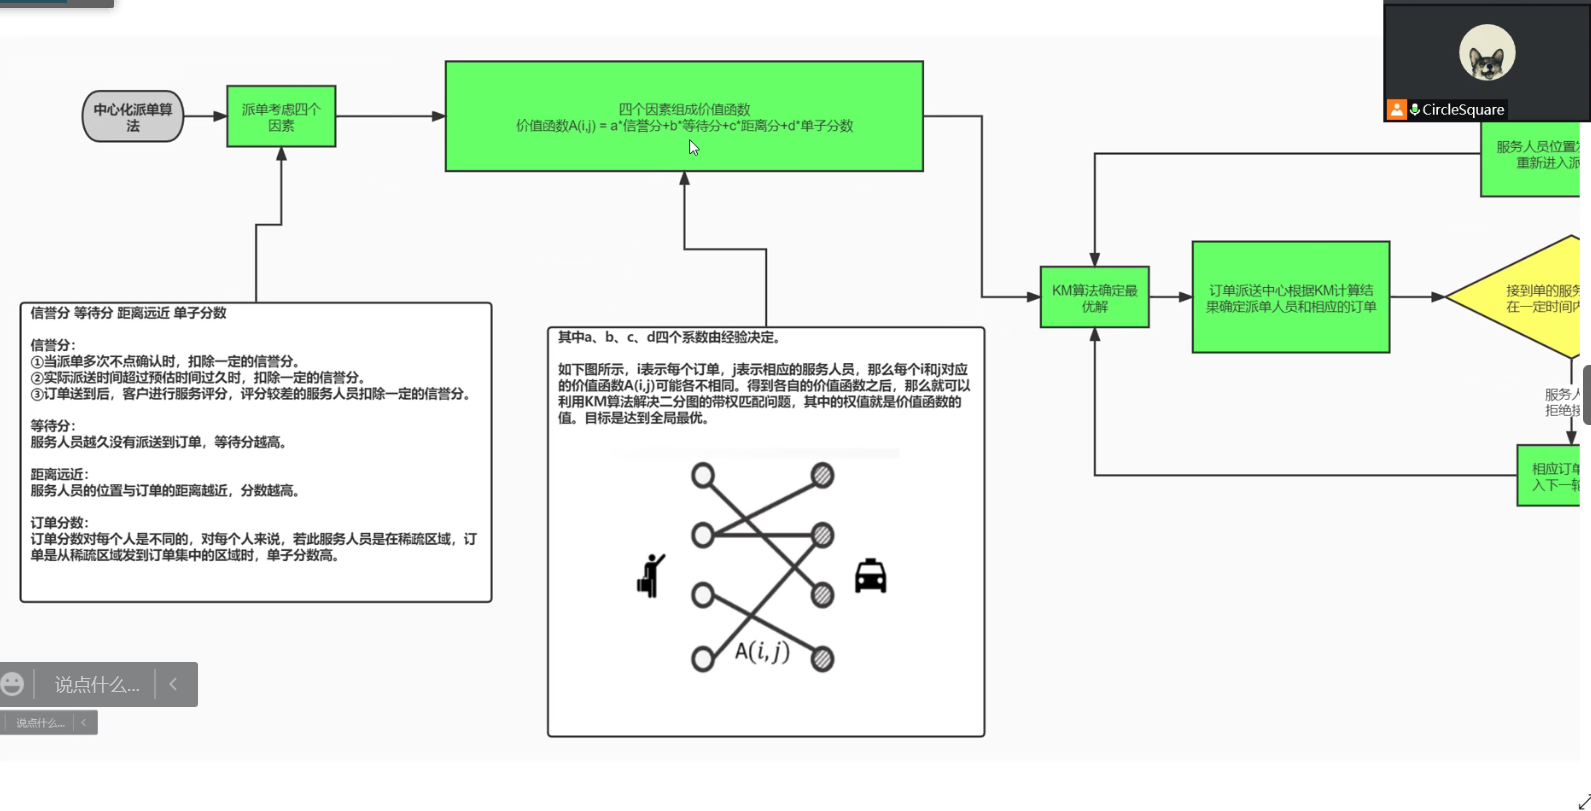 CircleSquare
中心化派单算
法
派单考虑四个
因素
四个因素组成价值函数
价值函数A(i,j) = a*信誉分+b*等待分+c*距离分+d*单子分数
服务人员位置
重新进入派
KM算法确定最
优解
订单派送中心根据KM计算结
果确定派单人员和相应的订单
接到单的服务
在一定时间内
服务人
拒绝接
相应订单
入下一轮
信誉分 等待分 距离远近 单子分数
信誉分：
①当派单多次不点确认时，扣除一定的信誉分。
②实际派送时间超过预估时间过久时，扣除一定的信誉分。
③订单送到后，客户进行服务评分，评分较差的服务人员扣除一定的信誉分。
等待分：
服务人员越久没有派送到订单，等待分越高。
距离远近：
服务人员的位置与订单的距离越近，分数越高。
订单分数：
订单分数对每个人是不同的，对每个人来说，若此服务人员是在稀疏区域，订
单是从稀疏区域发到订单集中的区域时，单子分数高。
其中a、b、c、d四个系数由经验决定。
如下图所示，i表示每个订单，j表示相应的服务人员，那么每个i和j对应
的价值函数A(i,j)可能各不相同。得到各自的价值函数之后，那么就可以
利用KM算法解决二分图的带权匹配问题，其中的权值就是价值函数的
值。目标是达到全局最优。
A(i,j)
说点什么...
说点什么...